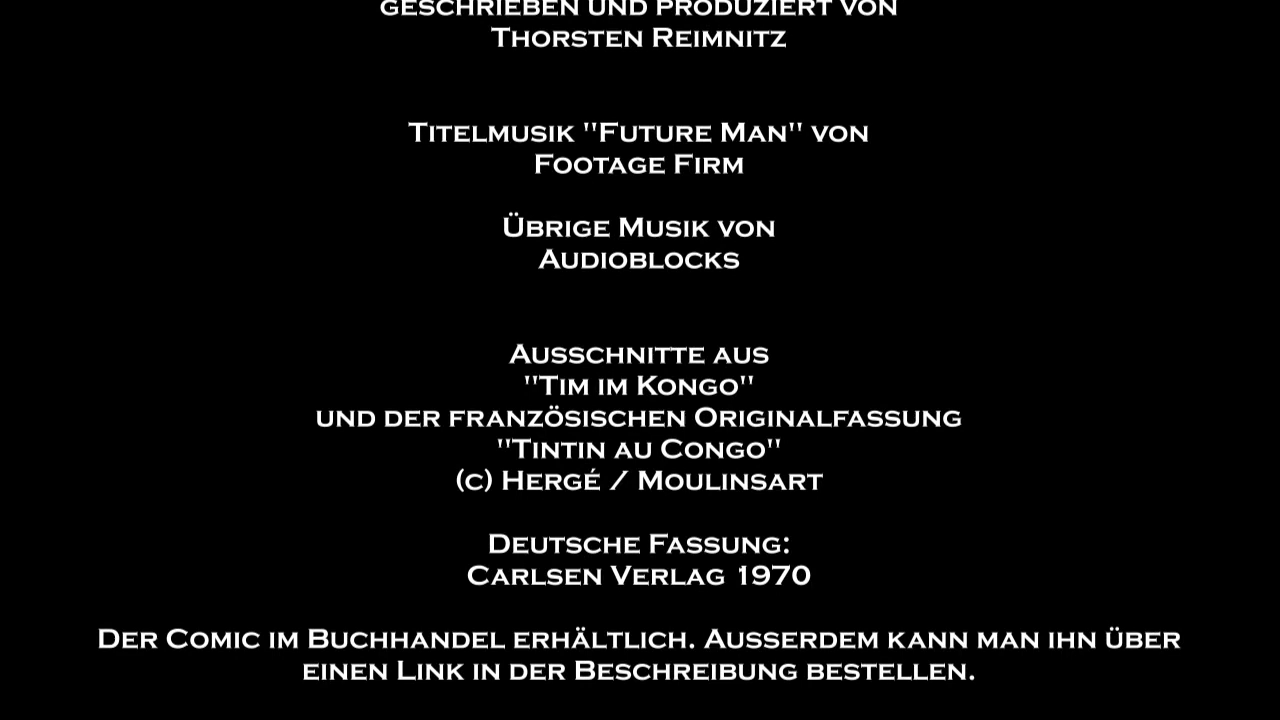 GESCHRIEBEN UND PRODUZIERT VON
THORSTEN REIMNITZ
TITELMUSIK "FUTURE MAN" VON
FOOTAGE FIRM
ÜBRIGE MUSIK VON
AUDIOBLOCKS
AUSSCHNITTE AUS
"TIM IM KONGO"
UND DER FRANZÖSISCHEN ORIGINALFASSUNG
"TINTIN AU CONGO"
(C) HERGÉ / MOULINSART
DEUTSCHE FASSUNG:
CARLSEN VERLAG 1970
DER COMIC IM BUCHHANDEL ERHÄLTLICH. AUSSERDEM KANN MAN IHN ÜBER
EINEN LINK IN DER BESCHREIBUNG BESTELLEN.